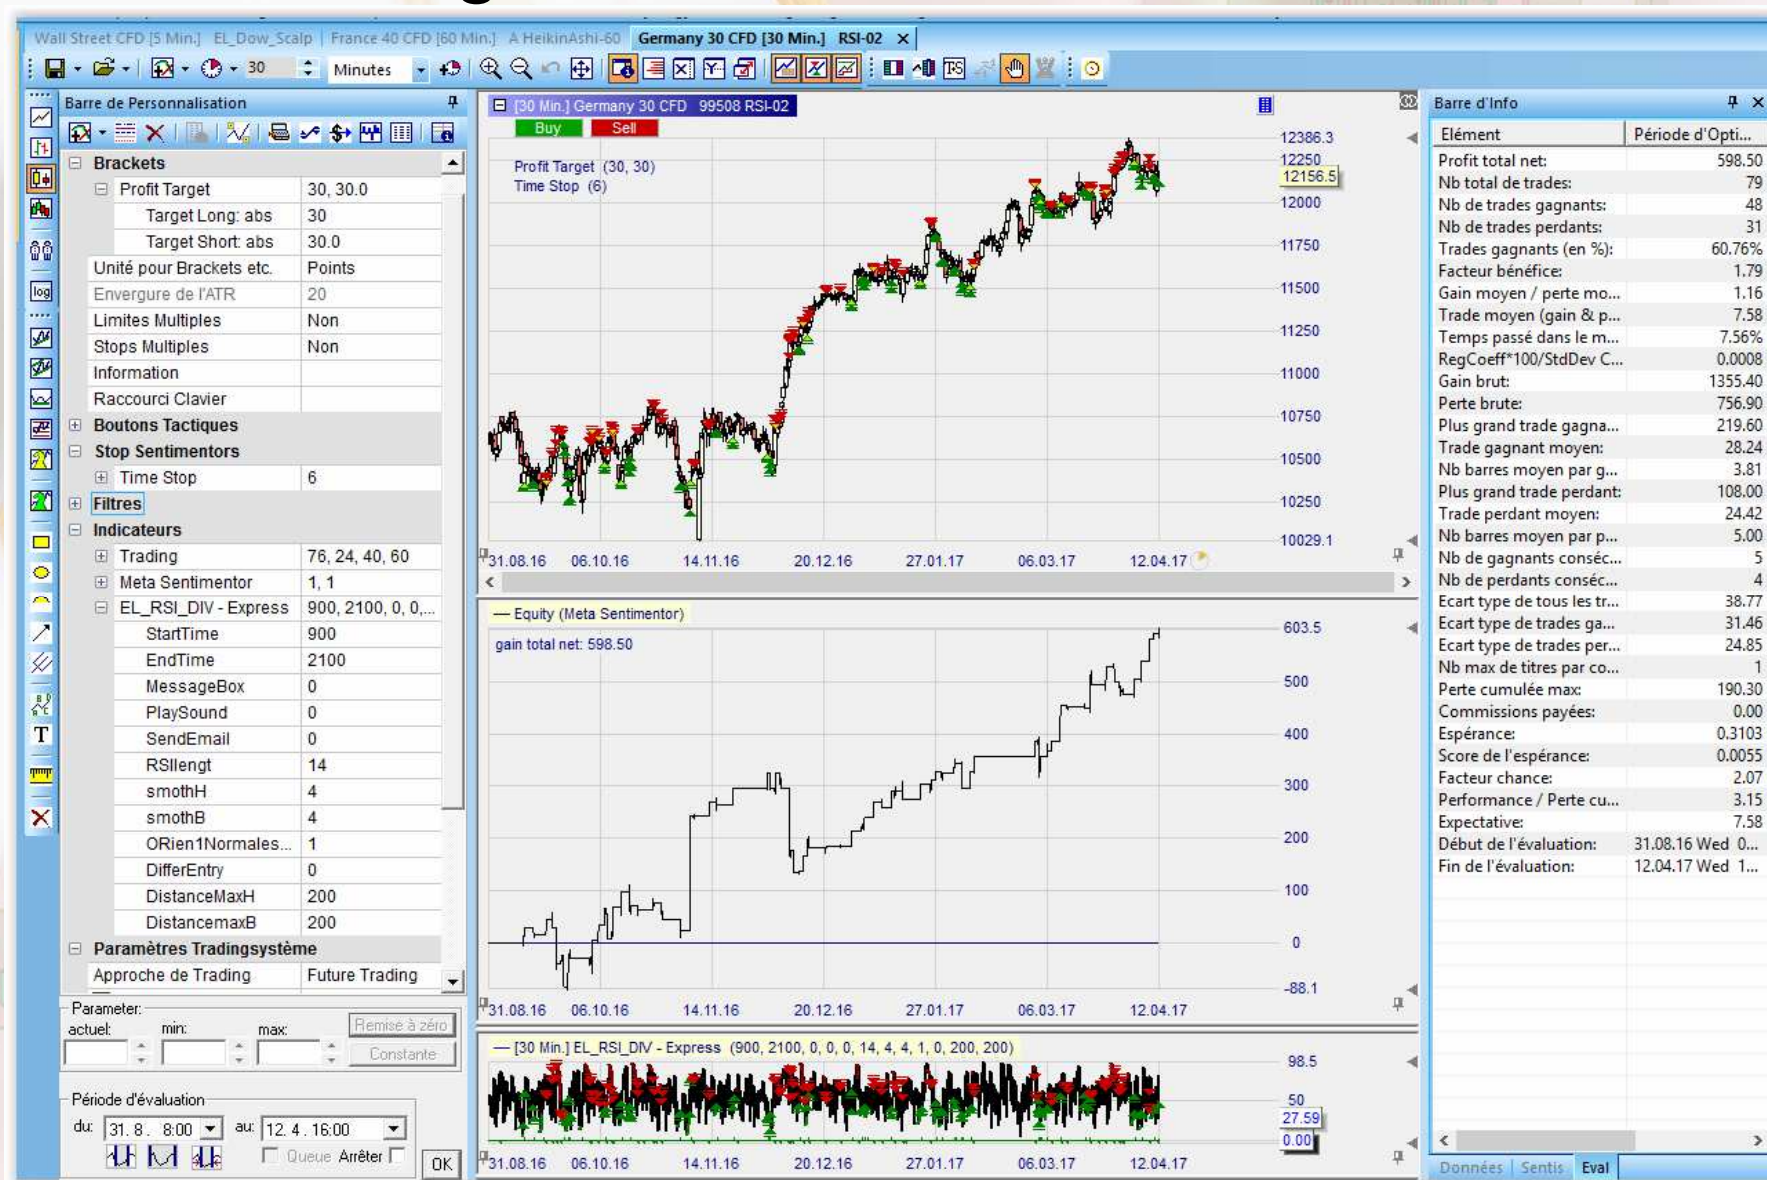 Wall Street CFD [5 Min.] EL_Dow_Scalp France 40 CFD [60 Min.] A HeikinAshi-60 Germany 30 CFD [30 Min.] RSI-02 X
30 Minutes
Barre de Personnalisation
Brackets
Profit Target 30, 30.0
Target Long: abs 30
Target Short: abs 30.0
Unité pour Brackets etc. Points
Envergure de l'ATR 20
Limites Multiples Non
Stops Multiples Non
Information
Raccourci Clavier
Boutons Tactiques
Stop Sentimentors
Time Stop 6
Filtres
Indicateurs
Trading 76, 24, 40, 60
Meta Sentimentor 1, 1
EL_RSI_DIV - Express 900, 2100, 0, 0,...
StartTime 900
EndTime 2100
MessageBox 0
PlaySound 0
SendEmail 0
RSIlengt 14
smothH 4
smothB 4
ORien1Normales... 1
DifferEntry 0
DistanceMaxH 200
DistancemaxB 200
Paramètres Tradingsystème
Approche de Trading Future Trading
Parameter:
actuel: min: max: Remise à zéro
Constante
Période d'évaluation
du: 31. 8. 8:00 au: 12. 4. 16:00
Queue Arrêter OK
[30 Min.] Germany 30 CFD 99508 RSI-02
Buy Sell
Profit Target (30, 30)
Time Stop (6)
12386.3
12250
12156.5
12000
11750
11500
11250
11000
10750
10500
10250
10029.1
31.08.16 06.10.16 14.11.16 20.12.16 27.01.17 06.03.17 12.04.17
Equity (Meta Sentimentor)
gain total net: 598.50
603.5
500
400
300
200
100
0
-88.1
31.08.16 06.10.16 14.11.16 20.12.16 27.01.17 06.03.17 12.04.17
[30 Min.] EL_RSI_DIV - Express (900, 2100, 0, 0, 0, 14, 4, 4, 1, 0, 200, 200)
98.5
50
27.59
0.00
31.08.16 06.10.16 14.11.16 20.12.16 27.01.17 06.03.17 12.04.17
Barre d'Info
Elément Période d'Opti...
Profit total net: 598.50
Nb total de trades: 79
Nb de trades gagnants: 48
Nb de trades perdants: 31
Trades gagnants (en %): 60.76%
Facteur bénéfice: 1.79
Gain moyen / perte mo... 1.16
Trade moyen (gain & p... 7.58
Temps passé dans le m... 7.56%
RegCoeff*100/StdDev C... 0.0008
Gain brut: 1355.40
Perte brute: 756.90
Plus grand trade gagna... 219.60
Trade gagnant moyen: 28.24
Nb barres moyen par g... 3.81
Plus grand trade perdant: 108.00
Trade perdant moyen: 24.42
Nb barres moyen par p... 5.00
Nb de gagnants conséc... 5
Nb de perdants conséc... 4
Ecart type de tous les tr... 38.77
Ecart type de trades ga... 31.46
Ecart type de trades per... 24.85
Nb max de titres par co... 1
Perte cumulée max: 190.30
Commissions payées: 0.00
Espérance: 0.3103
Score de l'espérance: 0.0055
Facteur chance: 2.07
Performance / Perte cu... 3.15
Expectative: 7.58
Début de l'évaluation: 31.08.16 Wed 0...
Fin de l'évaluation: 12.04.17 Wed 1...
Données Sentis Eval